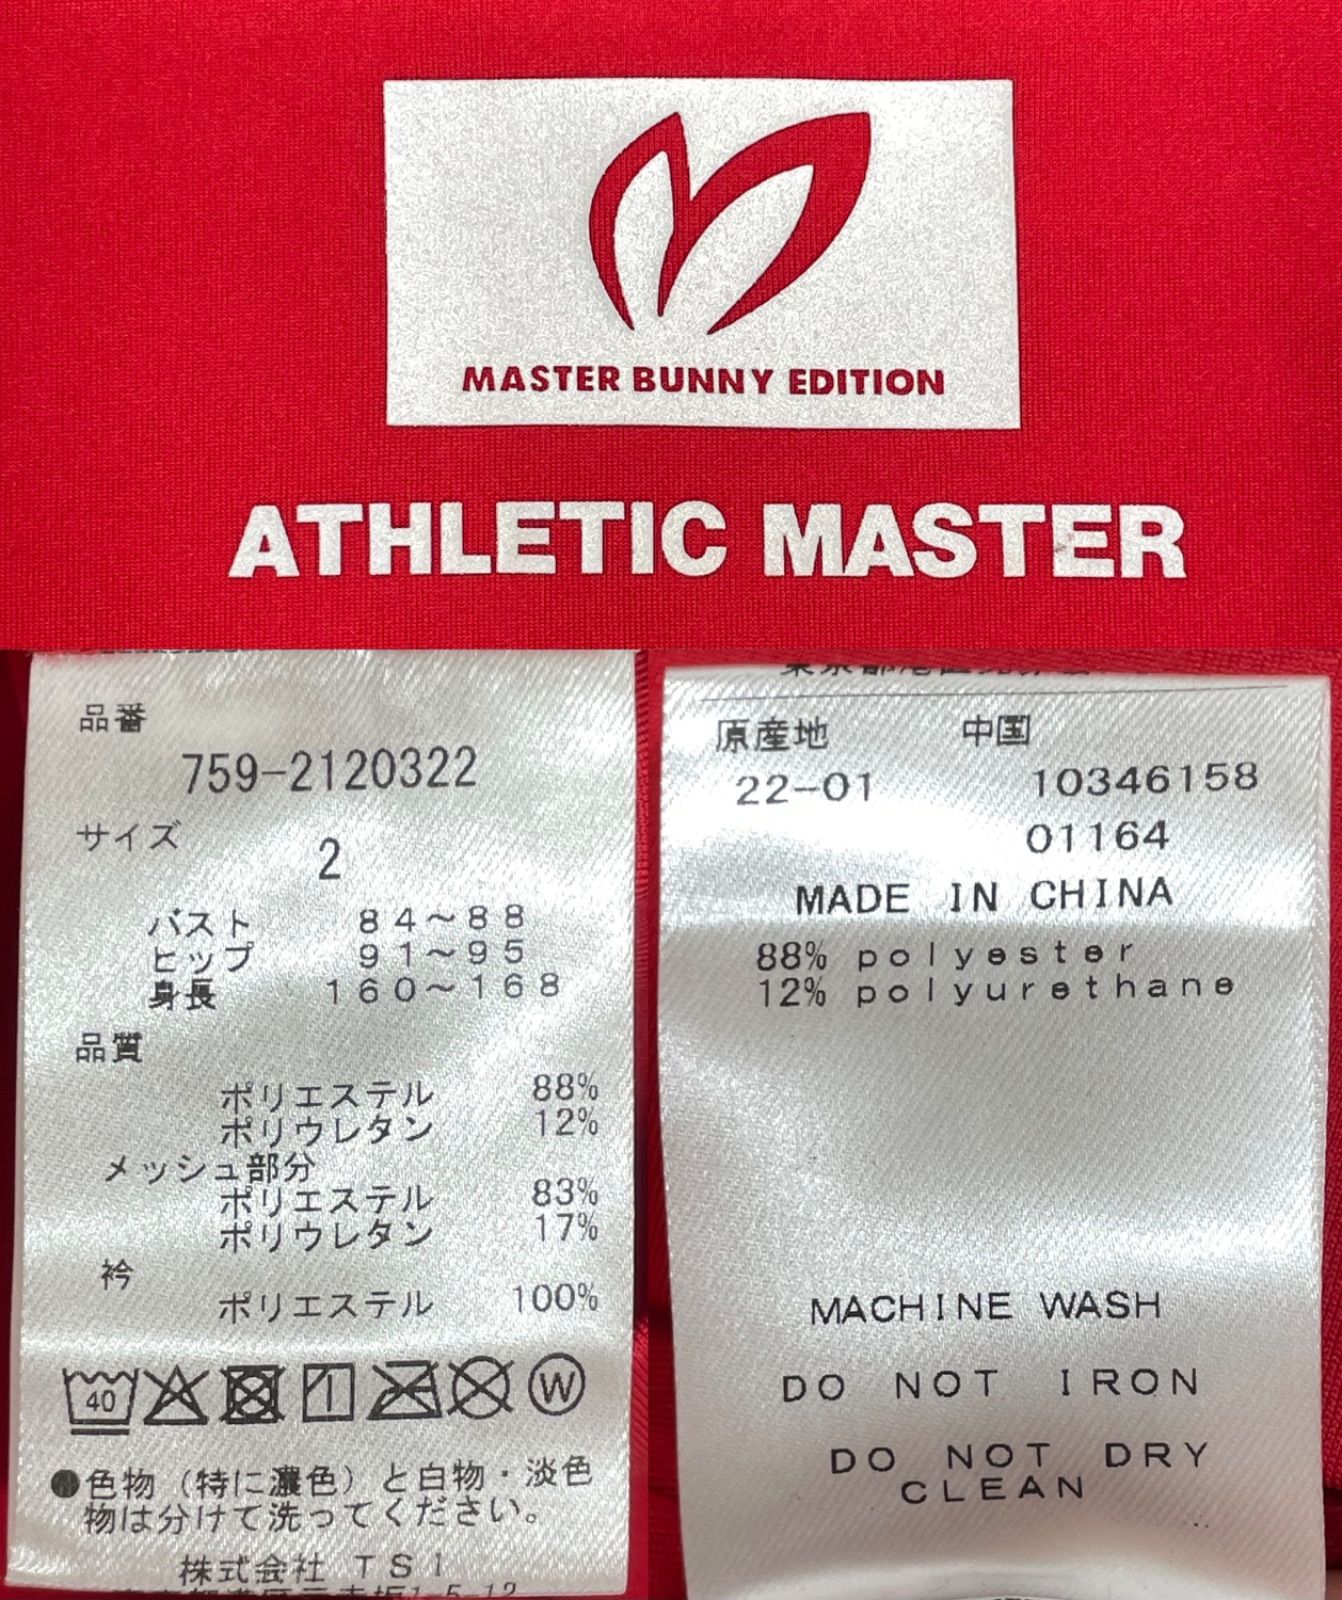 MASTER BUNNY EDITION
ATHLETIC MASTER
品番
759-2120322
サイズ
2
バスト 84〜88
ヒップ 91〜95
身長 160〜168
品質
ポリエステル 88%
ポリウレタン 12%
メッシュ部分
ポリエステル 83%
ポリウレタン 17%
衿
ポリエステル 100%
40
W
●色物(特に濃色)と白物・淡色
物は分けて洗ってください。
株式会社 TSI
原産地 中国
22-01 10346158
01164
MADE IN CHINA
88% polyester
12% polyurethane
MACHINE WASH
DO NOT IRON
DO NOT DRY
CLEAN